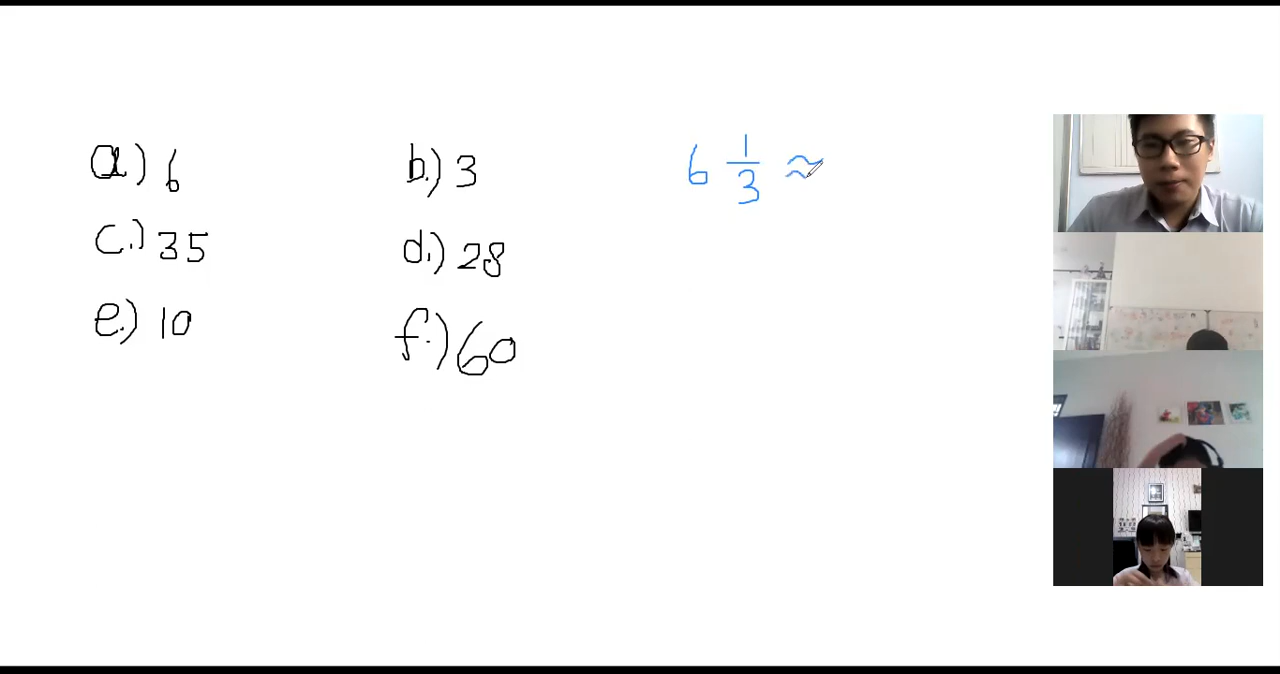 a) 6 b.) 3 6 1/3 ≈
c.) 35 d.) 28
e.) 10 f.) 60